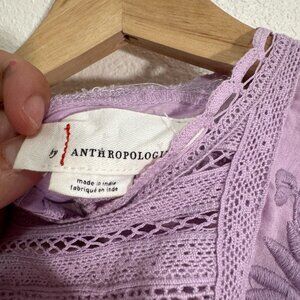 by ANTHROPOLOGI
made in india
fabriqué en inde